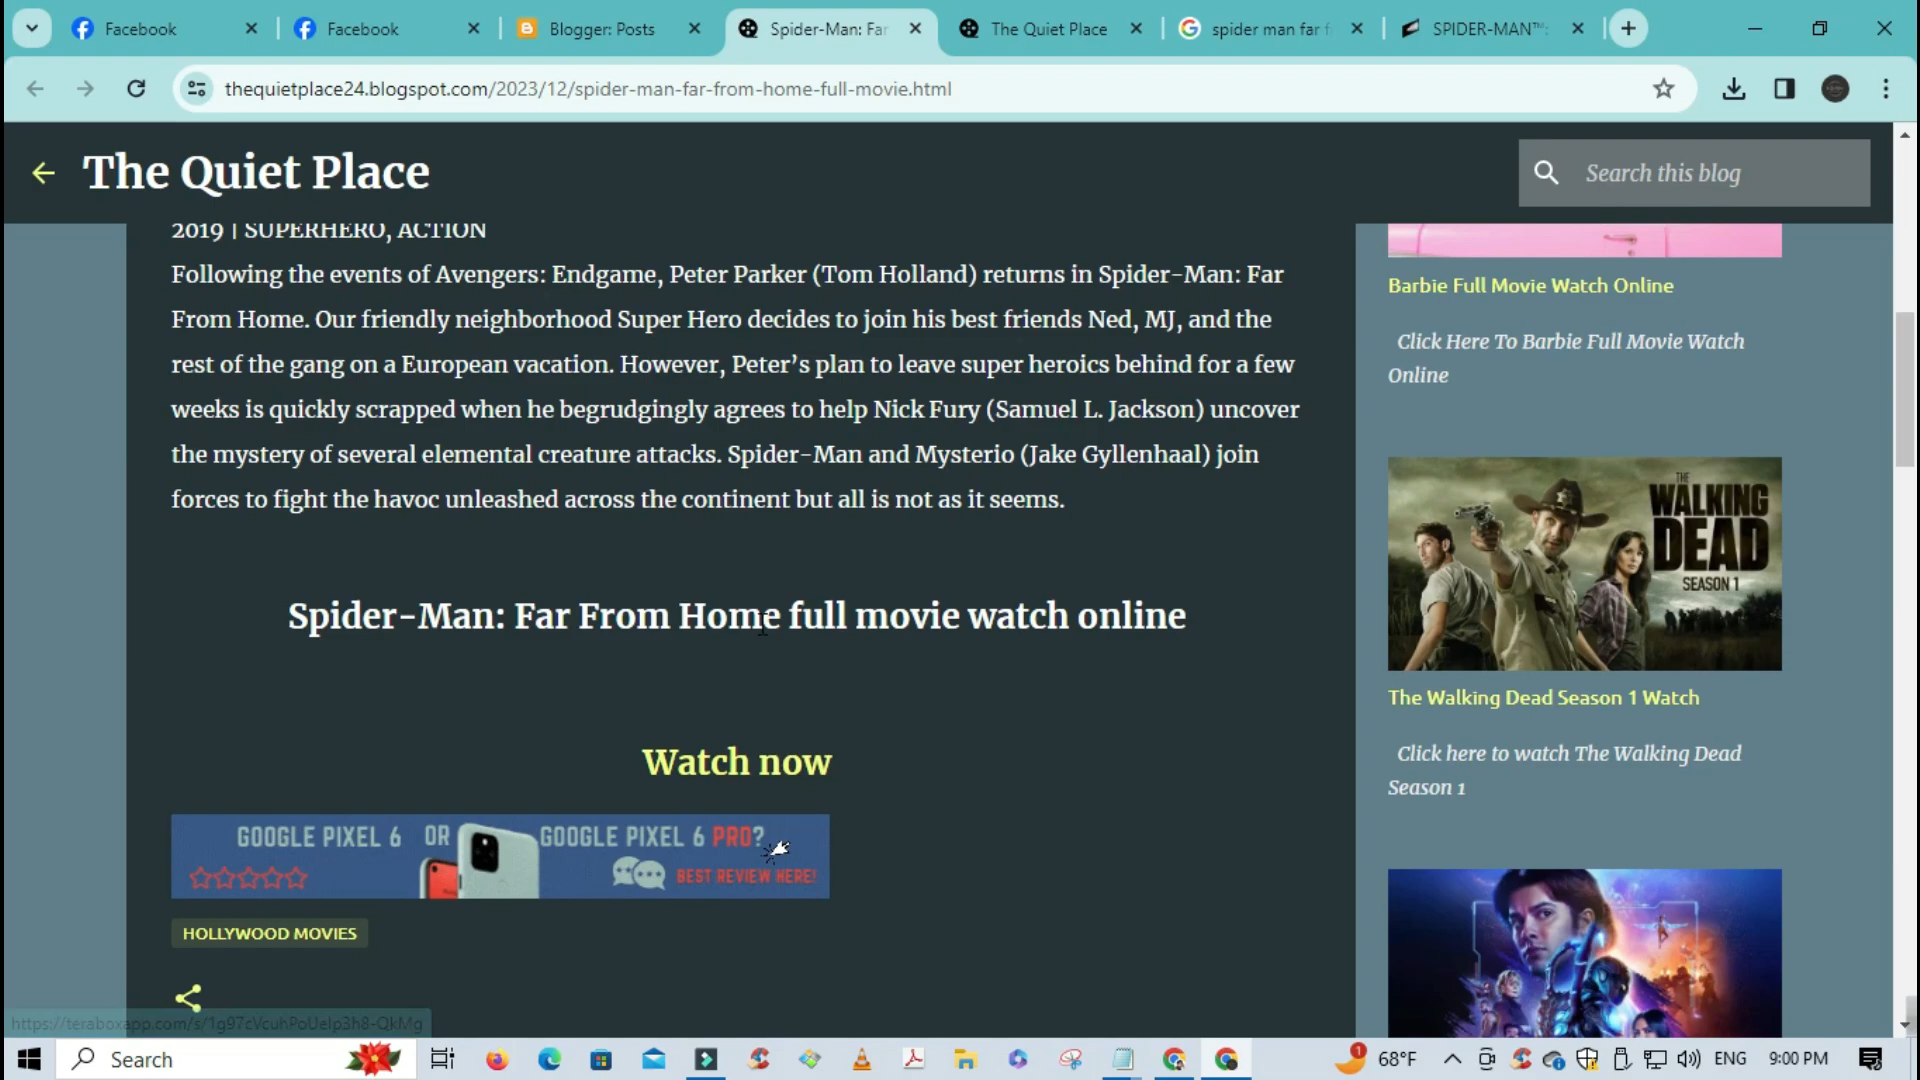 Facebook
Facebook
Blogger: Posts
Spider-Man: Far
The Quiet Place
spider man far f
SPIDER-MAN™:
thequietplace24.blogspot.com/2023/12/spider-man-far-from-home-full-movie.html
The Quiet Place
Search this blog
2019 | SUPERHERO, ACTION
Following the events of Avengers: Endgame, Peter Parker (Tom Holland) returns in Spider-Man: Far
From Home. Our friendly neighborhood Super Hero decides to join his best friends Ned, MJ, and the
rest of the gang on a European vacation. However, Peter's plan to leave super heroics behind for a few
weeks is quickly scrapped when he begrudgingly agrees to help Nick Fury (Samuel L. Jackson) uncover
the mystery of several elemental creature attacks. Spider-Man and Mysterio (Jake Gyllenhaal) join
forces to fight the havoc unleashed across the continent but all is not as it seems.
Spider-Man: Far From Home full movie watch online
Watch now
GOOGLE PIXEL 6 OR GOOGLE PIXEL 6 PRO?
BEST REVIEW HERE!
HOLLYWOOD MOVIES
Barbie Full Movie Watch Online
Click Here To Barbie Full Movie Watch
Online
THE
WALKING
DEAD
SEASON 1
The Walking Dead Season 1 Watch
Click here to watch The Walking Dead
Season 1
https://teraboxapp.com/s/1g97cVcuhPoUeIp3h8-QkMg
Search
1
68°F
ENG
9:00 PM